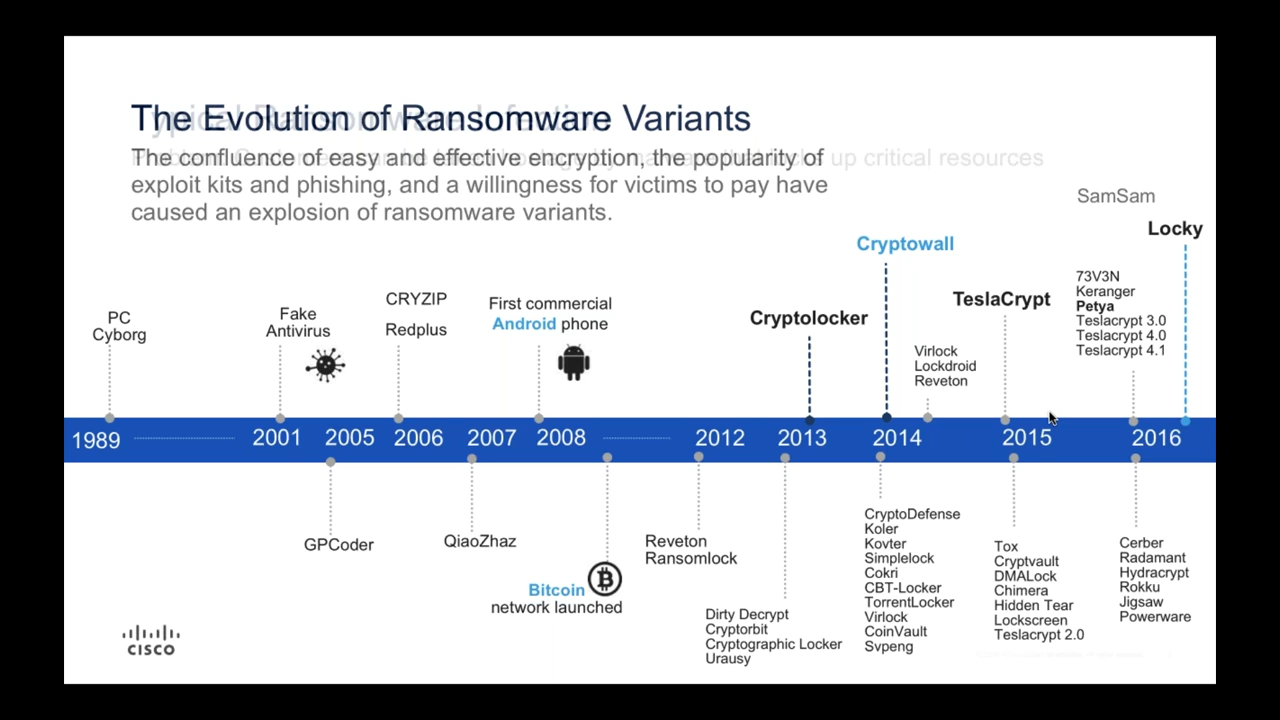 The Evolution of Ransomware Variants
The confluence of easy and effective encryption, the popularity of
exploit kits and phishing, and a willingness for victims to pay have
caused an explosion of ransomware variants.
up critical resources
SamSam
Locky
Cryptowall
73V3N
Keranger
Petya
Teslacrypt 3.0
Teslacrypt 4.0
Teslacrypt 4.1
TeslaCrypt
CRYZIP
Redplus
First commercial
Android phone
Fake
Antivirus
PC
Cyborg
Cryptolocker
Virlock
Lockdroid
Reveton
1989 2001 2005 2006 2007 2008 2012 2013 2014 2015 2016
GPCoder
QiaoZhaz
Bitcoin
network launched
Reveton
Ransomlock
Dirty Decrypt
Cryptorbit
Cryptographic Locker
Urausy
CryptoDefense
Koler
Kovter
Simplelock
Cokri
CBT-Locker
TorrentLocker
Virlock
CoinVault
Svpeng
Tox
Cryptvault
DMALock
Chimera
Hidden Tear
Lockscreen
Teslacrypt 2.0
Cerber
Radamant
Hydracrypt
Rokku
Jigsaw
Powerware
CISCO